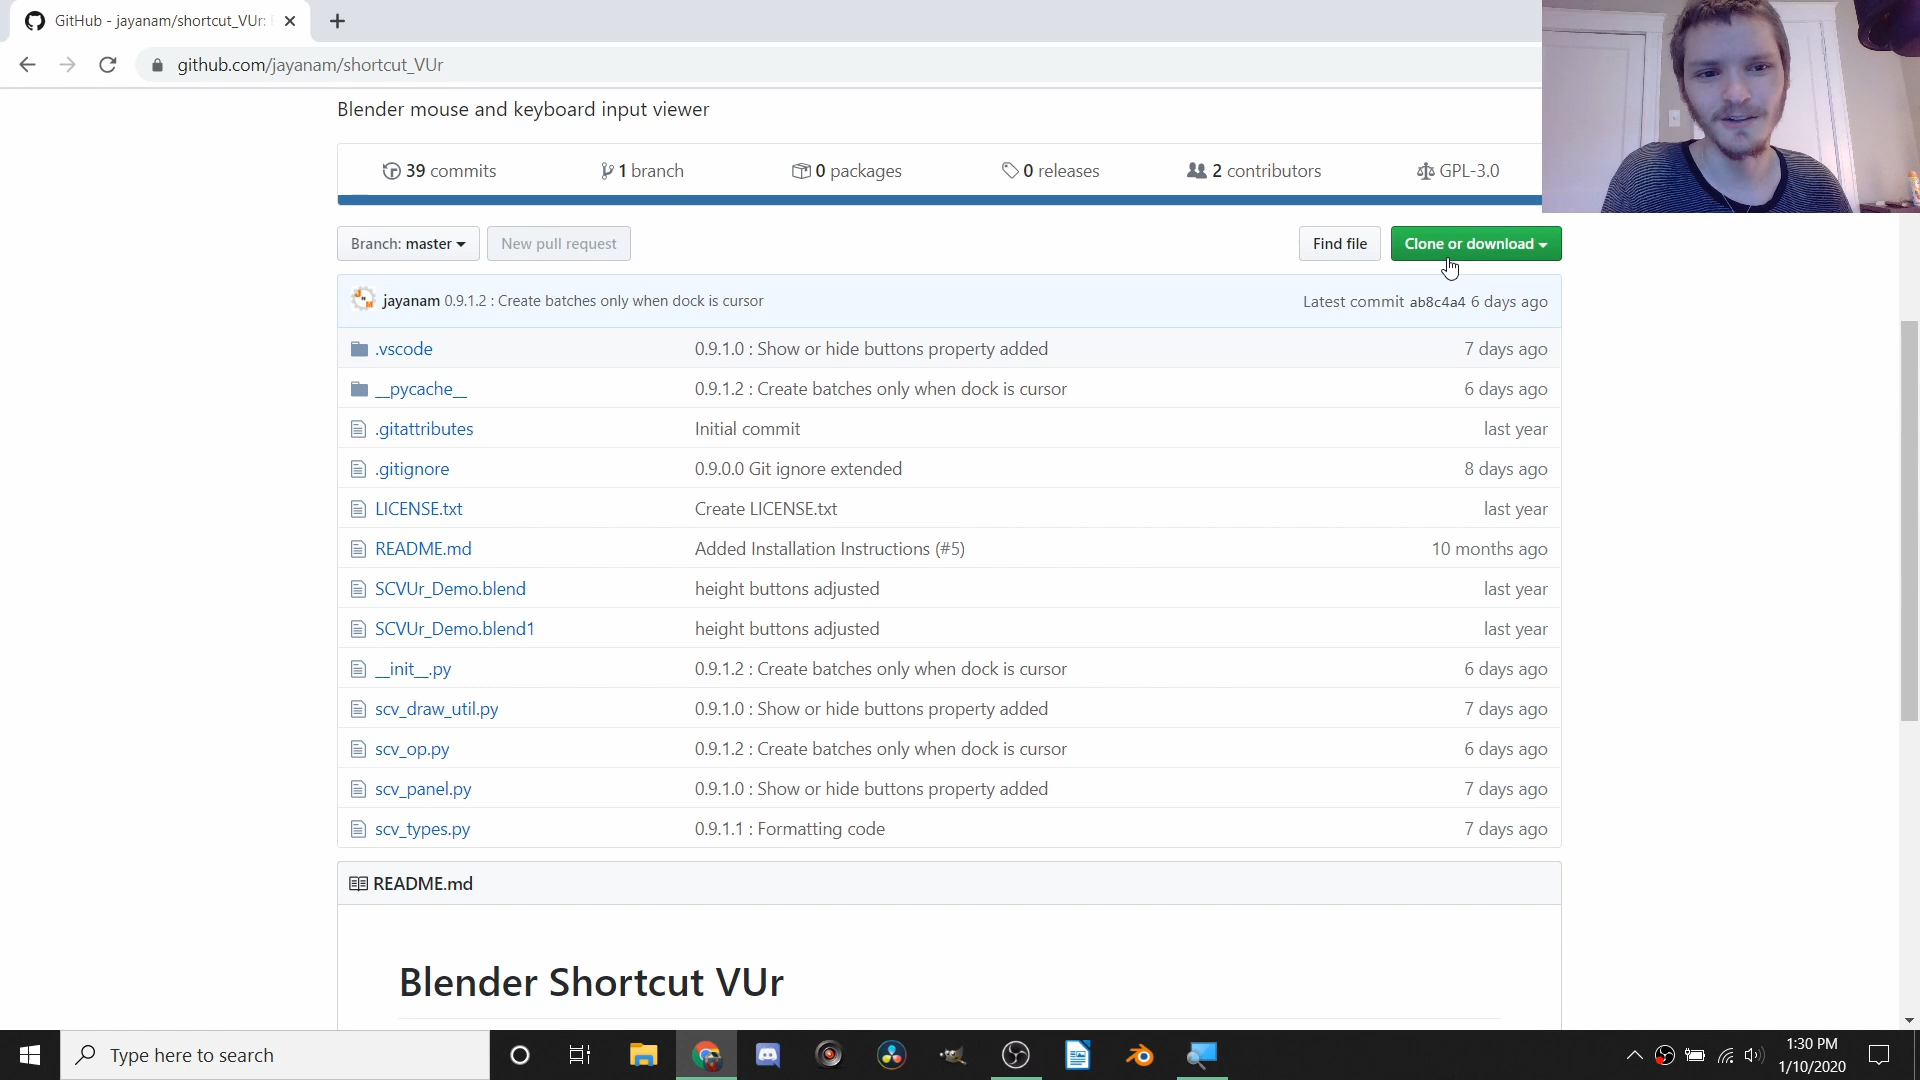 GitHub - jayanam/shortcut_VUr:
github.com/jayanam/shortcut_VUr
Blender mouse and keyboard input viewer
39 commits
1 branch
0 packages
0 releases
2 contributors
GPL-3.0
Branch: master
New pull request
Find file
Clone or download
jayanam 0.9.1.2 : Create batches only when dock is cursor
Latest commit ab8c4a4 6 days ago
.vscode 0.9.1.0 : Show or hide buttons property added 7 days ago
__pycache__ 0.9.1.2 : Create batches only when dock is cursor 6 days ago
.gitattributes Initial commit last year
.gitignore 0.9.0.0 Git ignore extended 8 days ago
LICENSE.txt Create LICENSE.txt last year
README.md Added Installation Instructions (#5) 10 months ago
SCVUr_Demo.blend height buttons adjusted last year
SCVUr_Demo.blend1 height buttons adjusted last year
__init__.py 0.9.1.2 : Create batches only when dock is cursor 6 days ago
scv_draw_util.py 0.9.1.0 : Show or hide buttons property added 7 days ago
scv_op.py 0.9.1.2 : Create batches only when dock is cursor 6 days ago
scv_panel.py 0.9.1.0 : Show or hide buttons property added 7 days ago
scv_types.py 0.9.1.1 : Formatting code 7 days ago
README.md
Blender Shortcut VUr
Type here to search
1:30 PM
1/10/2020